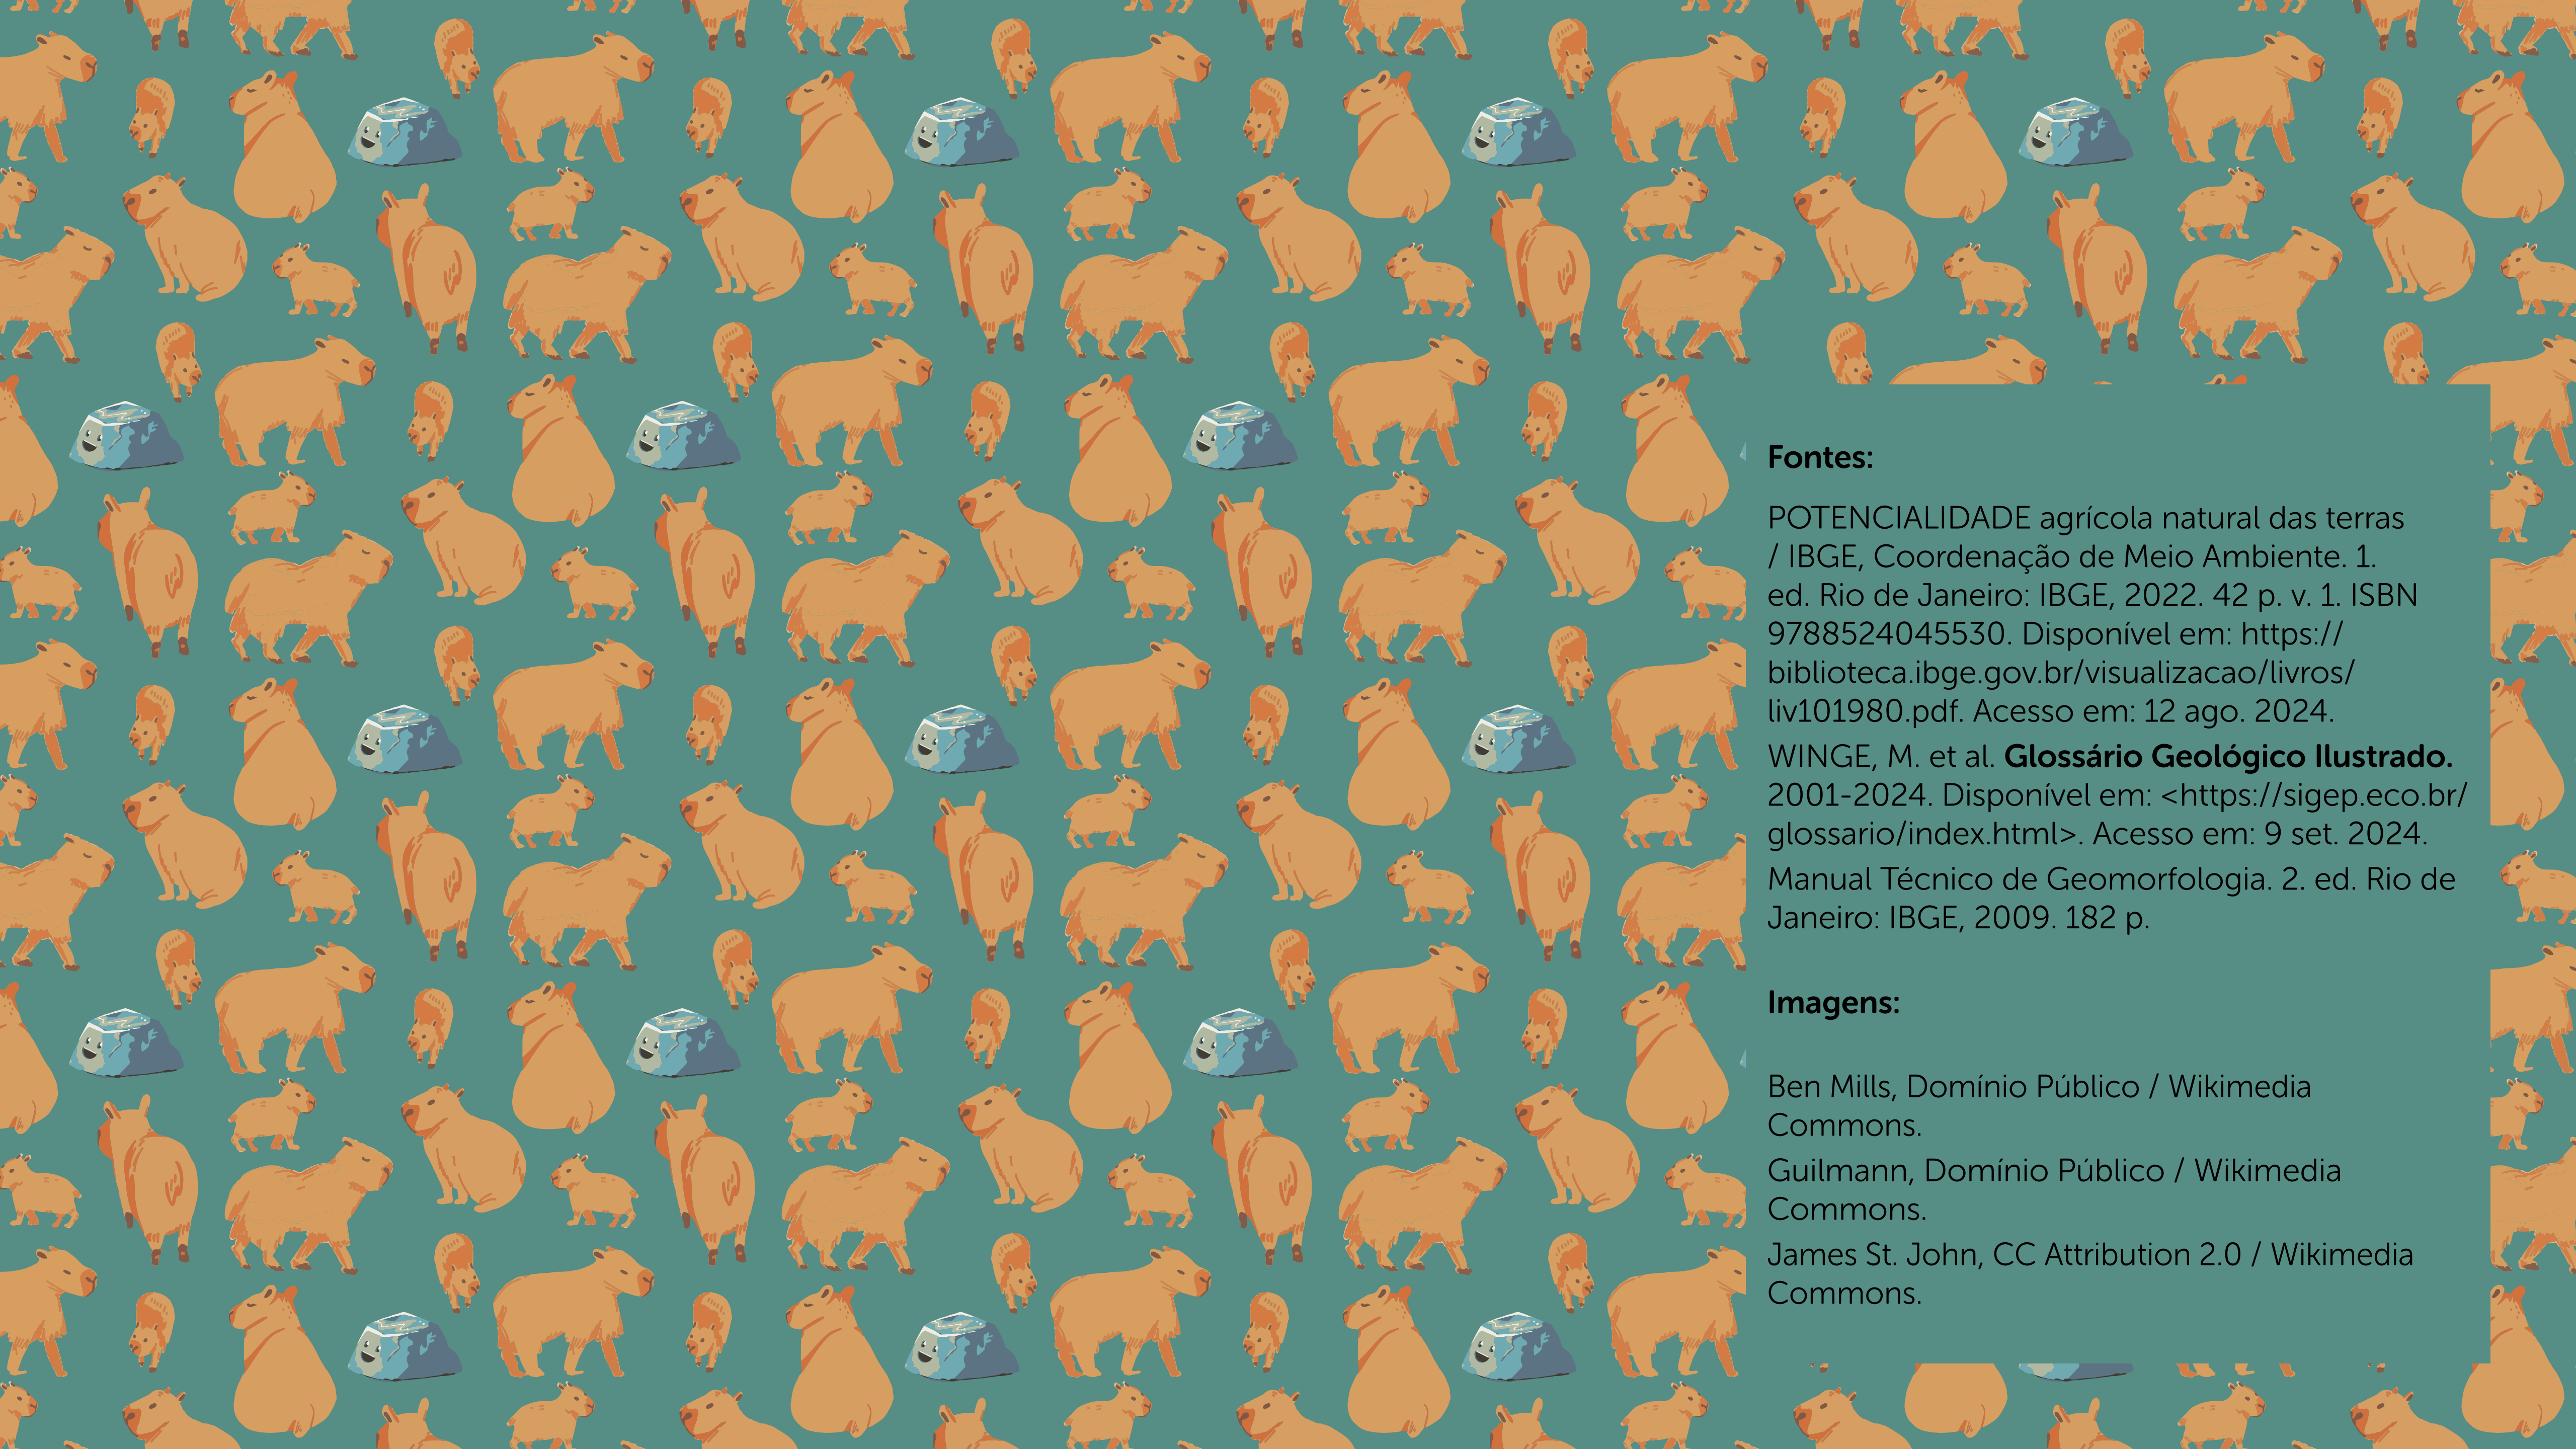 Fontes:
POTENCIALIDADE agrícola natural das terras
/ IBGE, Coordenação de Meio Ambiente. 1.
ed. Rio de Janeiro: IBGE, 2022. 42 p. v. 1. ISBN
9788524045530. Disponível em: https://
biblioteca.ibge.gov.br/visualizacao/livros/
liv101980.pdf. Acesso em: 12 ago. 2024.
WINGE, M. et al. Glossário Geológico Ilustrado.
2001-2024. Disponível em: <https://sigep.eco.br/
glossario/index.html>. Acesso em: 9 set. 2024.
Manual Técnico de Geomorfologia. 2. ed. Rio de
Janeiro: IBGE, 2009. 182 p.
Imagens:
Ben Mills, Domínio Público / Wikimedia
Commons.
Guilmann, Domínio Público / Wikimedia
Commons.
James St. John, CC Attribution 2.0 / Wikimedia
Commons.